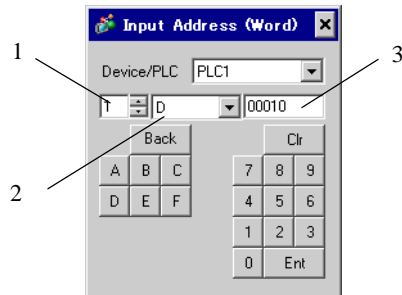 Input Address (Word)
1
3
Device/PLC PLC1
1 D 00010
Back Clr
2
A B C 7 8 9
D E F 4 5 6
1 2 3
0 Ent